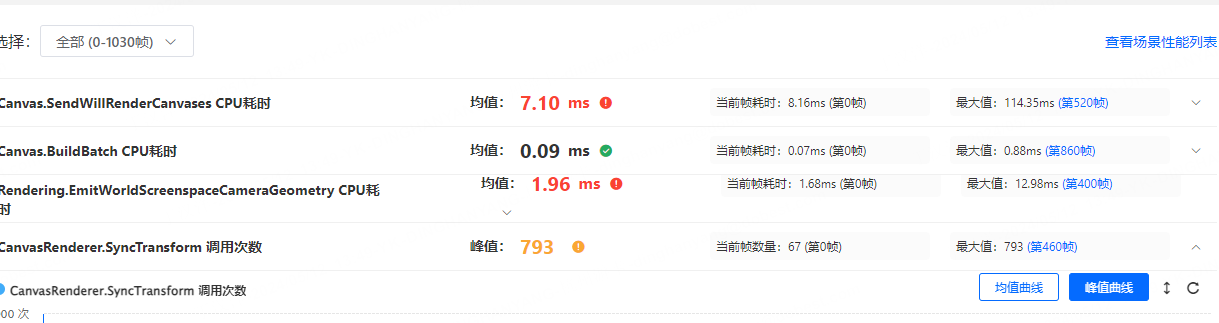 选择： 全部 (0-1030帧)
查看场景性能列表
Canvas.SendWillRenderCanvases CPU耗时 均值： 7.10 ms 当前帧耗时：8.16ms (第0帧) 最大值：114.35ms (第520帧)
Canvas.BuildBatch CPU耗时 均值： 0.09 ms 当前帧耗时：0.07ms (第0帧) 最大值：0.88ms (第860帧)
Rendering.EmitWorldScreenspaceCameraGeometry CPU耗 均值： 1.96 ms 当前帧耗时：1.68ms (第0帧) 最大值：12.98ms (第400帧)
时
CanvasRenderer.SyncTransform 调用次数 峰值： 793 当前帧数量：67 (第0帧) 最大值：793 (第460帧)
CanvasRenderer.SyncTransform 调用次数 均值曲线 峰值曲线
00 次